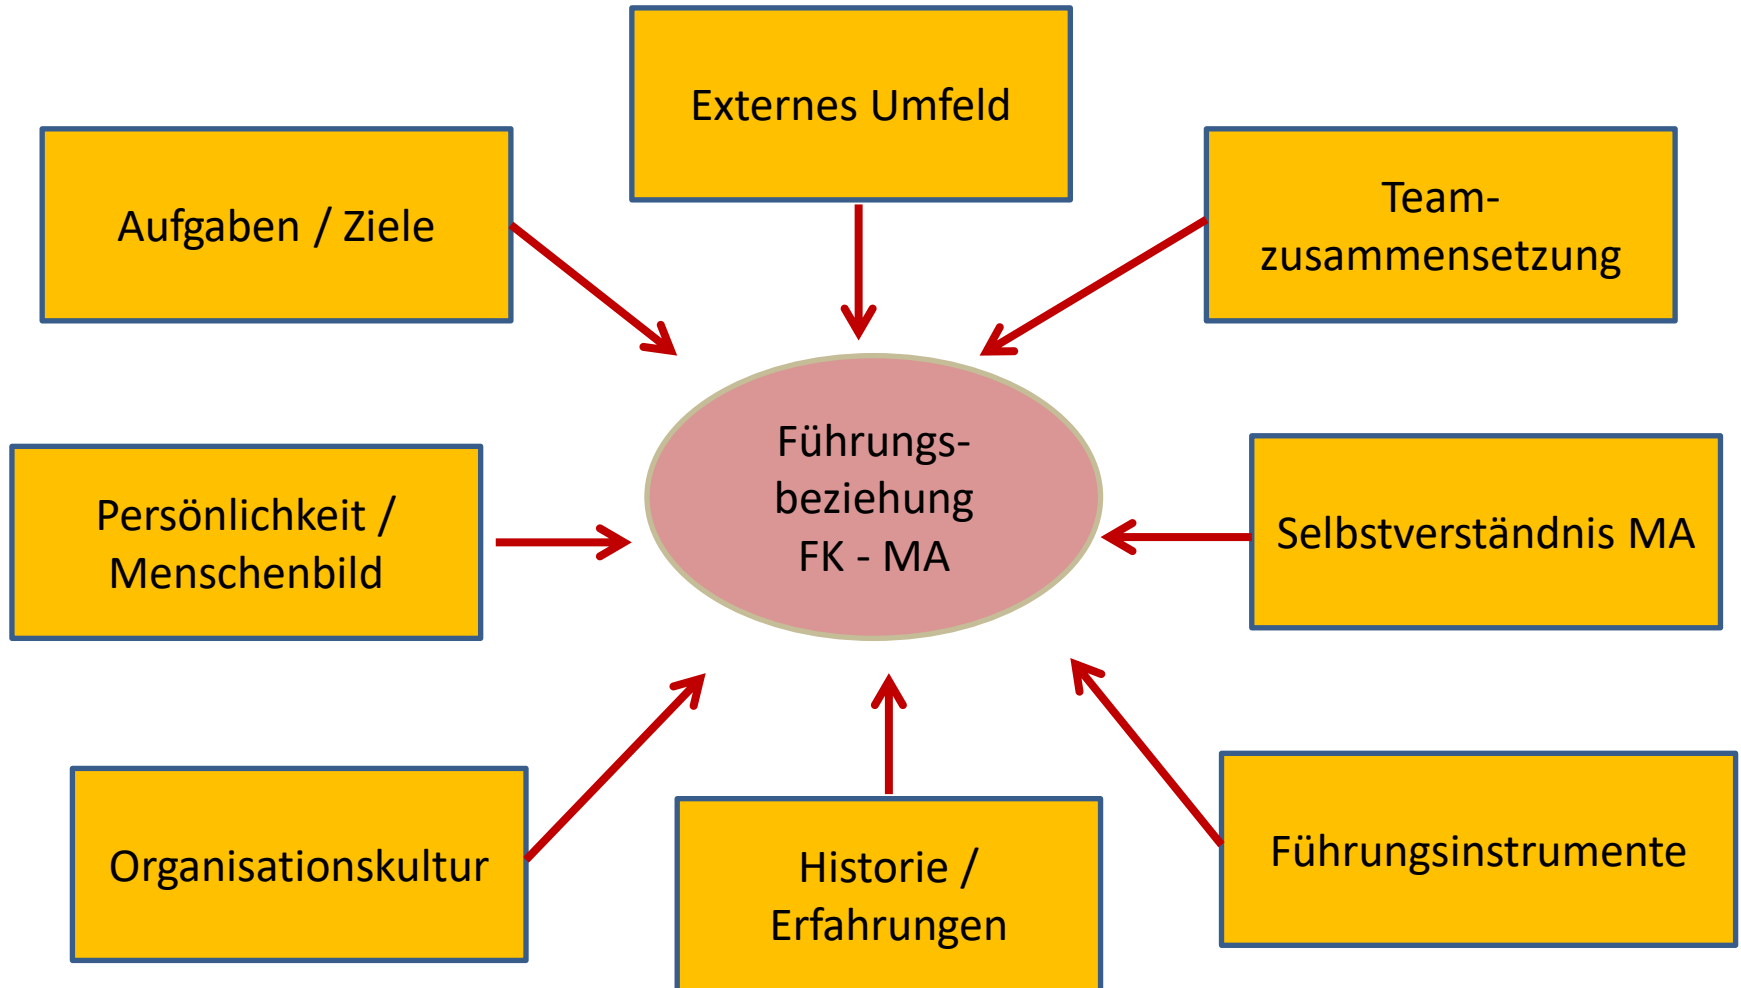 Externes Umfeld
Aufgaben / Ziele
Team-
zusammensetzung
Führungs-
beziehung
FK - MA
Persönlichkeit /
Menschenbild
Selbstverständnis MA
Organisationskultur
Historie /
Erfahrungen
Führungsinstrumente